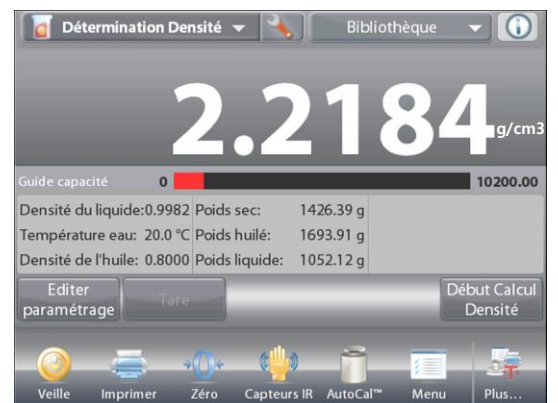 Détermination Densité
Bibliothèque
2.2184 g/cm3
Guide capacité 0 10200.00
Densité du liquide:0.9982 Poids sec: 1426.39 g
Température eau: 20.0 °C Poids huilé: 1693.91 g
Densité de l'huile: 0.8000 Poids liquide: 1052.12 g
Editer
paramétrage
Tare
Début Calcul
Densité
Veille Imprimer Zéro Capteurs IR AutoCal™ Menu Plus...